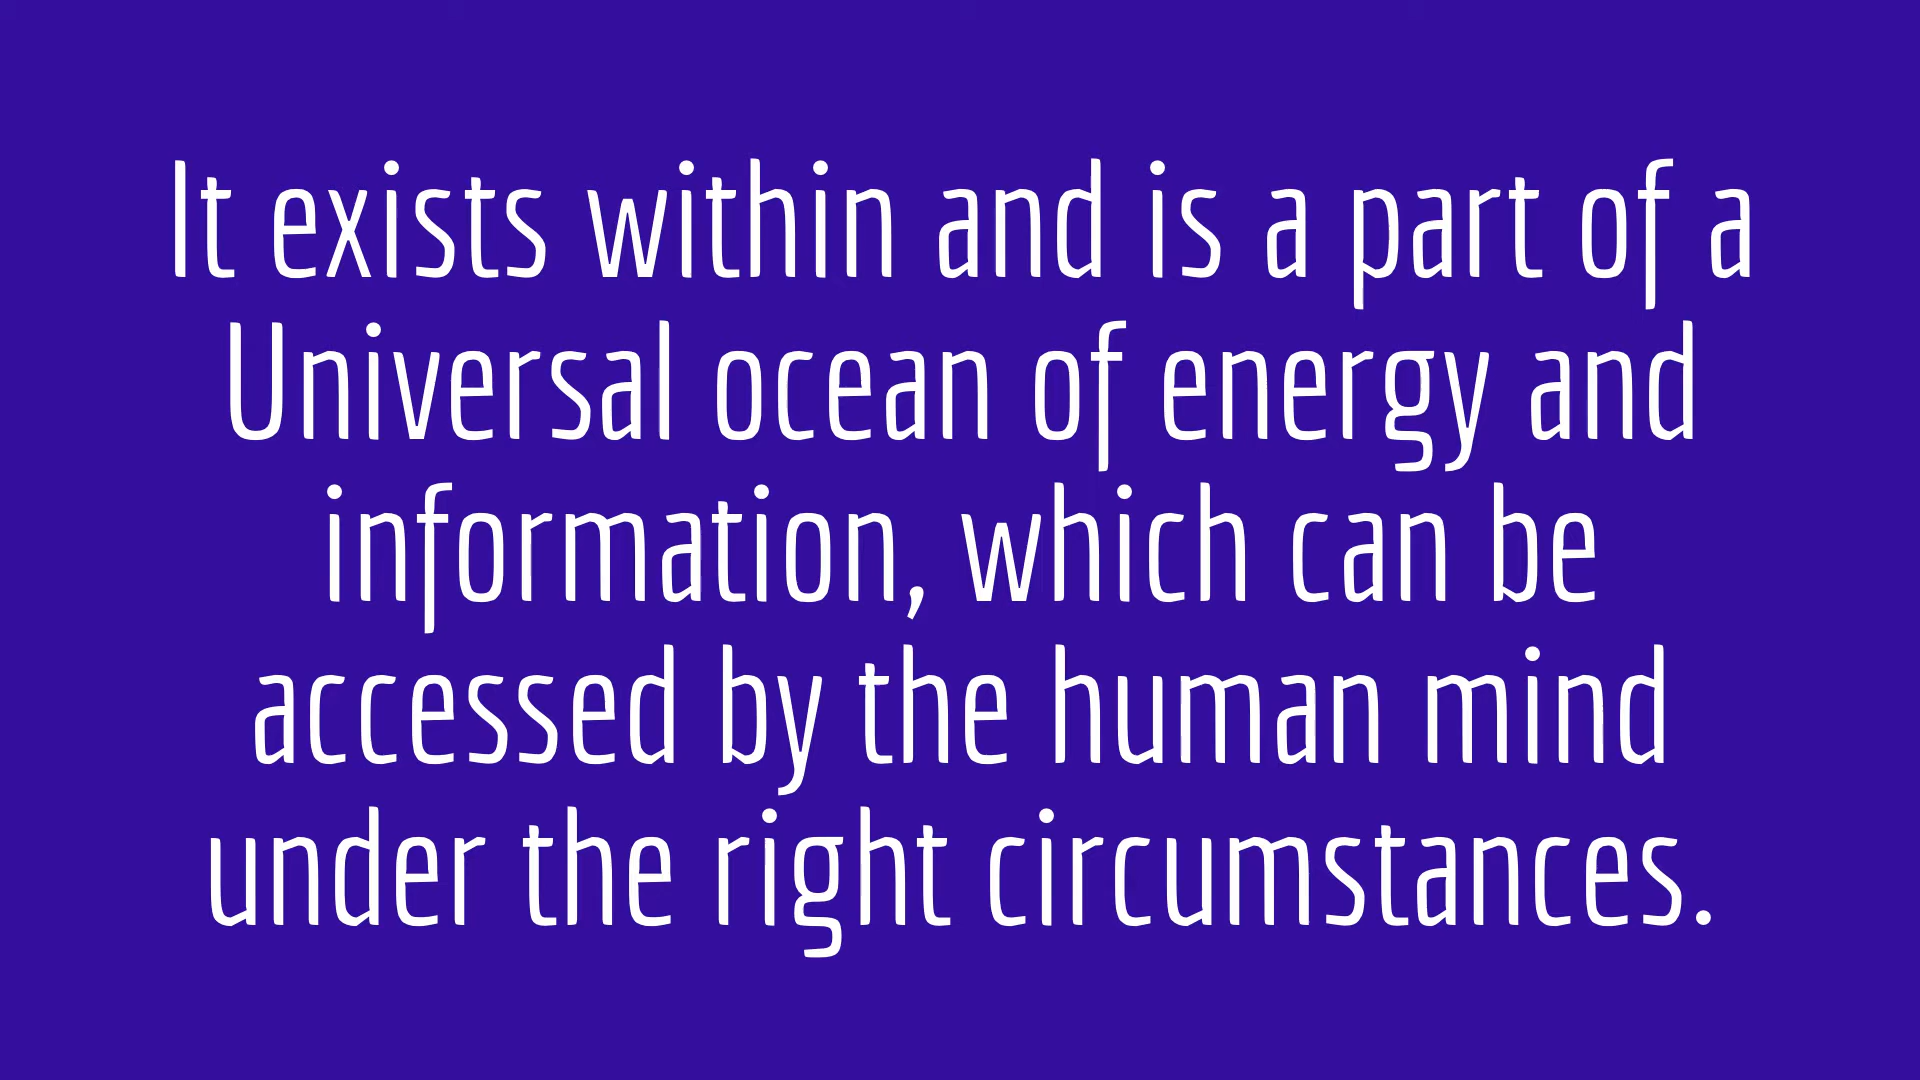 It exists within and is a part of a
Universal ocean of energy and
information, which can be
accessed by the human mind
under the right circumstances.